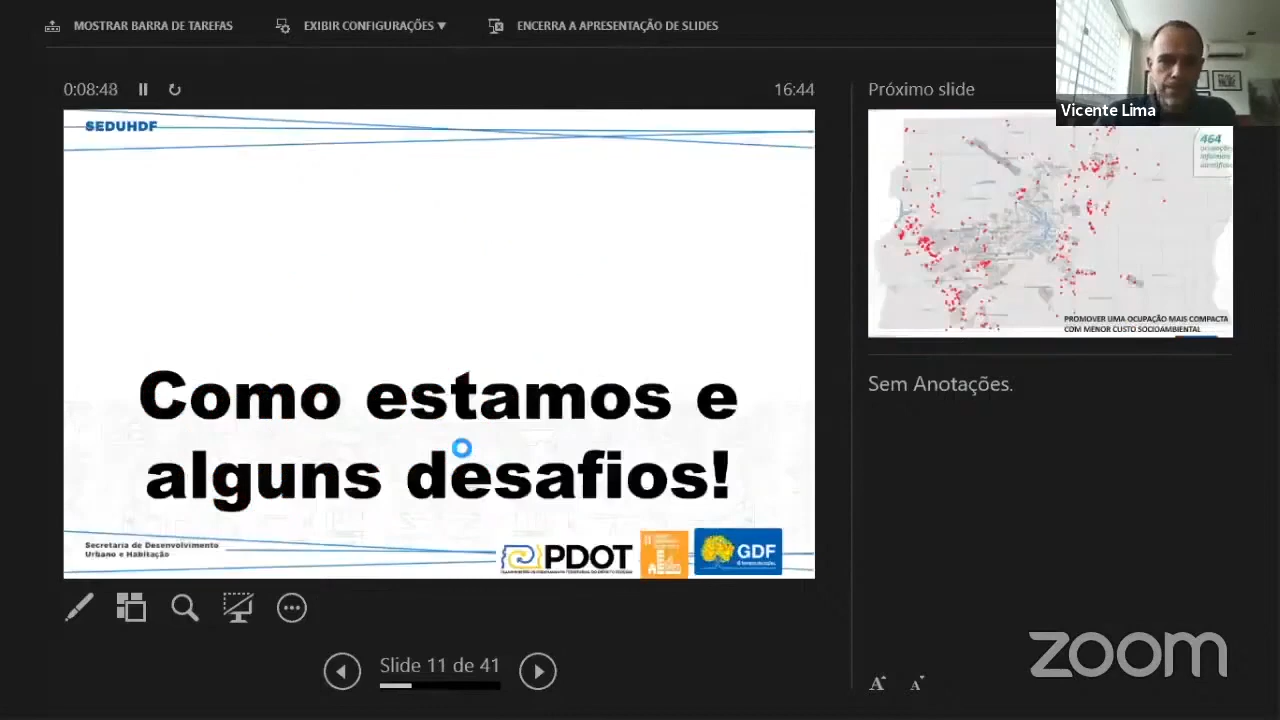 MOSTRAR BARRA DE TAREFAS
EXIBIR CONFIGURAÇÕES ▼
ENCERRA A APRESENTAÇÃO DE SLIDES
0:08:48
16:44
Próximo slide
Vicente Lima
SEDUHDF
Como estamos e
alguns desafios!
Secretaria de Desenvolvimento
Urbano e Habitação
PDOT
GDF
464
ocupações
informais
PROMOVER UMA OCUPAÇÃO MAIS COMPACTA
COM MENOR CUSTO SOCIOAMBIENTAL
Sem Anotações.
Slide 11 de 41
A A
zoom